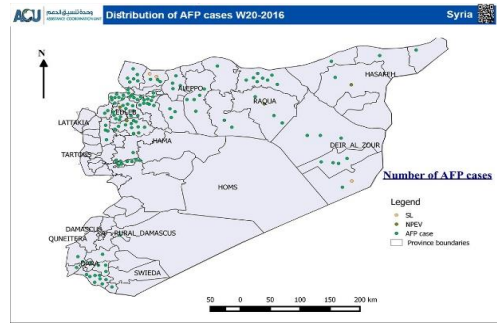 ACU وحدة تنسيق الدعم
ASSISTANCE COORDINATION UNIT
Distribution of AFP cases W20-2016
Syria
N
HASAKEH
ALEPPO
RAQUA
IDLEB
LATTAKIA
HAMA
DEIR_AL_ZOUR
TARTOUS
Number of AFP cases
HOMS
Legend
SL
NPEV
AFP case
Province boundaries
DAMASCUS
RURAL_DAMASCUS
QUNEITERA
DARA
SWIEDA
50 0 50 100 150 200 km